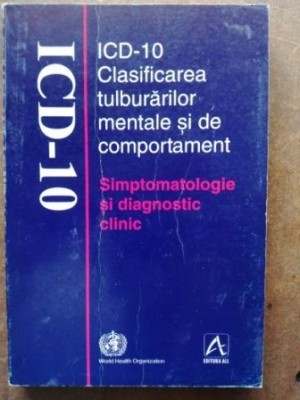 ICD-10
ICD-10
Clasificarea
tulburărilor
mentale și de
comportament
Simptomatologie
și diagnostic
clinic
World Health Organization
A
EDITURA ALL